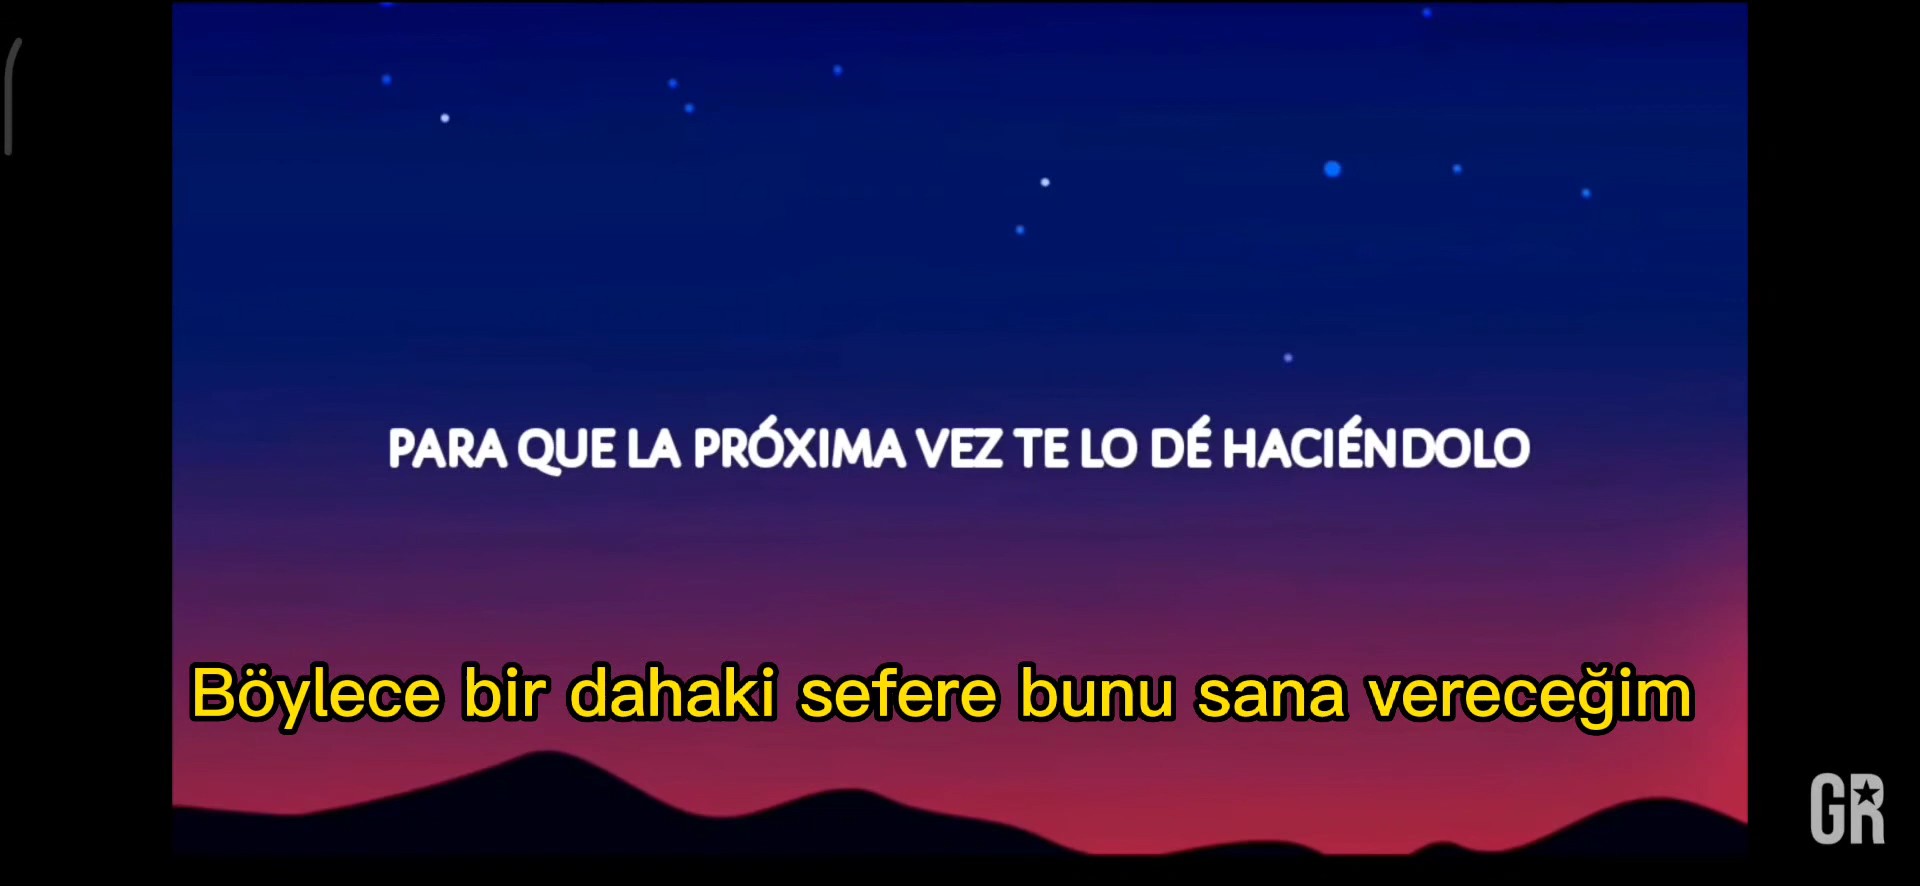 PARA QUE LA PRÓXIMA VEZ TE LO DÉ HACIÉNDOLO
Böylece bir dahaki sefere bunu sana vereceğim
GR